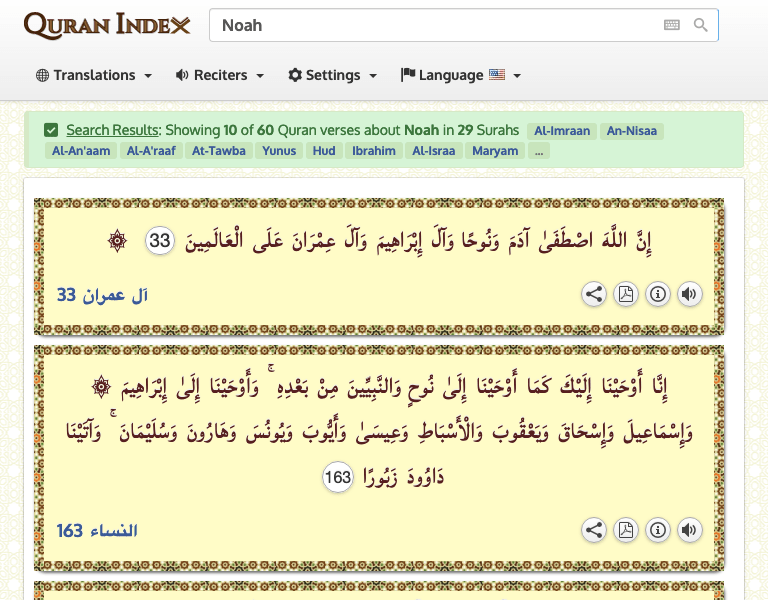 QURAN INDEX
Noah
Translations Reciters Settings Language
Search Results: Showing 10 of 60 Quran verses about Noah in 29 Surahs Al-Imraan An-Nisaa
Al-An'aam Al-A'raaf At-Tawba Yunus Hud Ibrahim Al-Israa Maryam ...
۞ إِنَّ اللَّهَ اصْطَفَىٰ آدَمَ وَنُوحًا وَآلَ إِبْرَاهِيمَ وَآلَ عِمْرَانَ عَلَى الْعَالَمِينَ 33
آل عمران 33
۞ إِنَّا أَوْحَيْنَا إِلَيْكَ كَمَا أَوْحَيْنَا إِلَىٰ نُوحٍ وَالنَّبِيِّينَ مِنْ بَعْدِهِ ۚ وَأَوْحَيْنَا إِلَىٰ إِبْرَاهِيمَ
وَإِسْمَاعِيلَ وَإِسْحَاقَ وَيَعْقُوبَ وَالْأَسْبَاطِ وَعِيسَىٰ وَأَيُّوبَ وَيُونُسَ وَهَارُونَ وَسُلَيْمَانَ ۚ وَآتَيْنَا
دَاوُودَ زَبُورًا 163
النساء 163